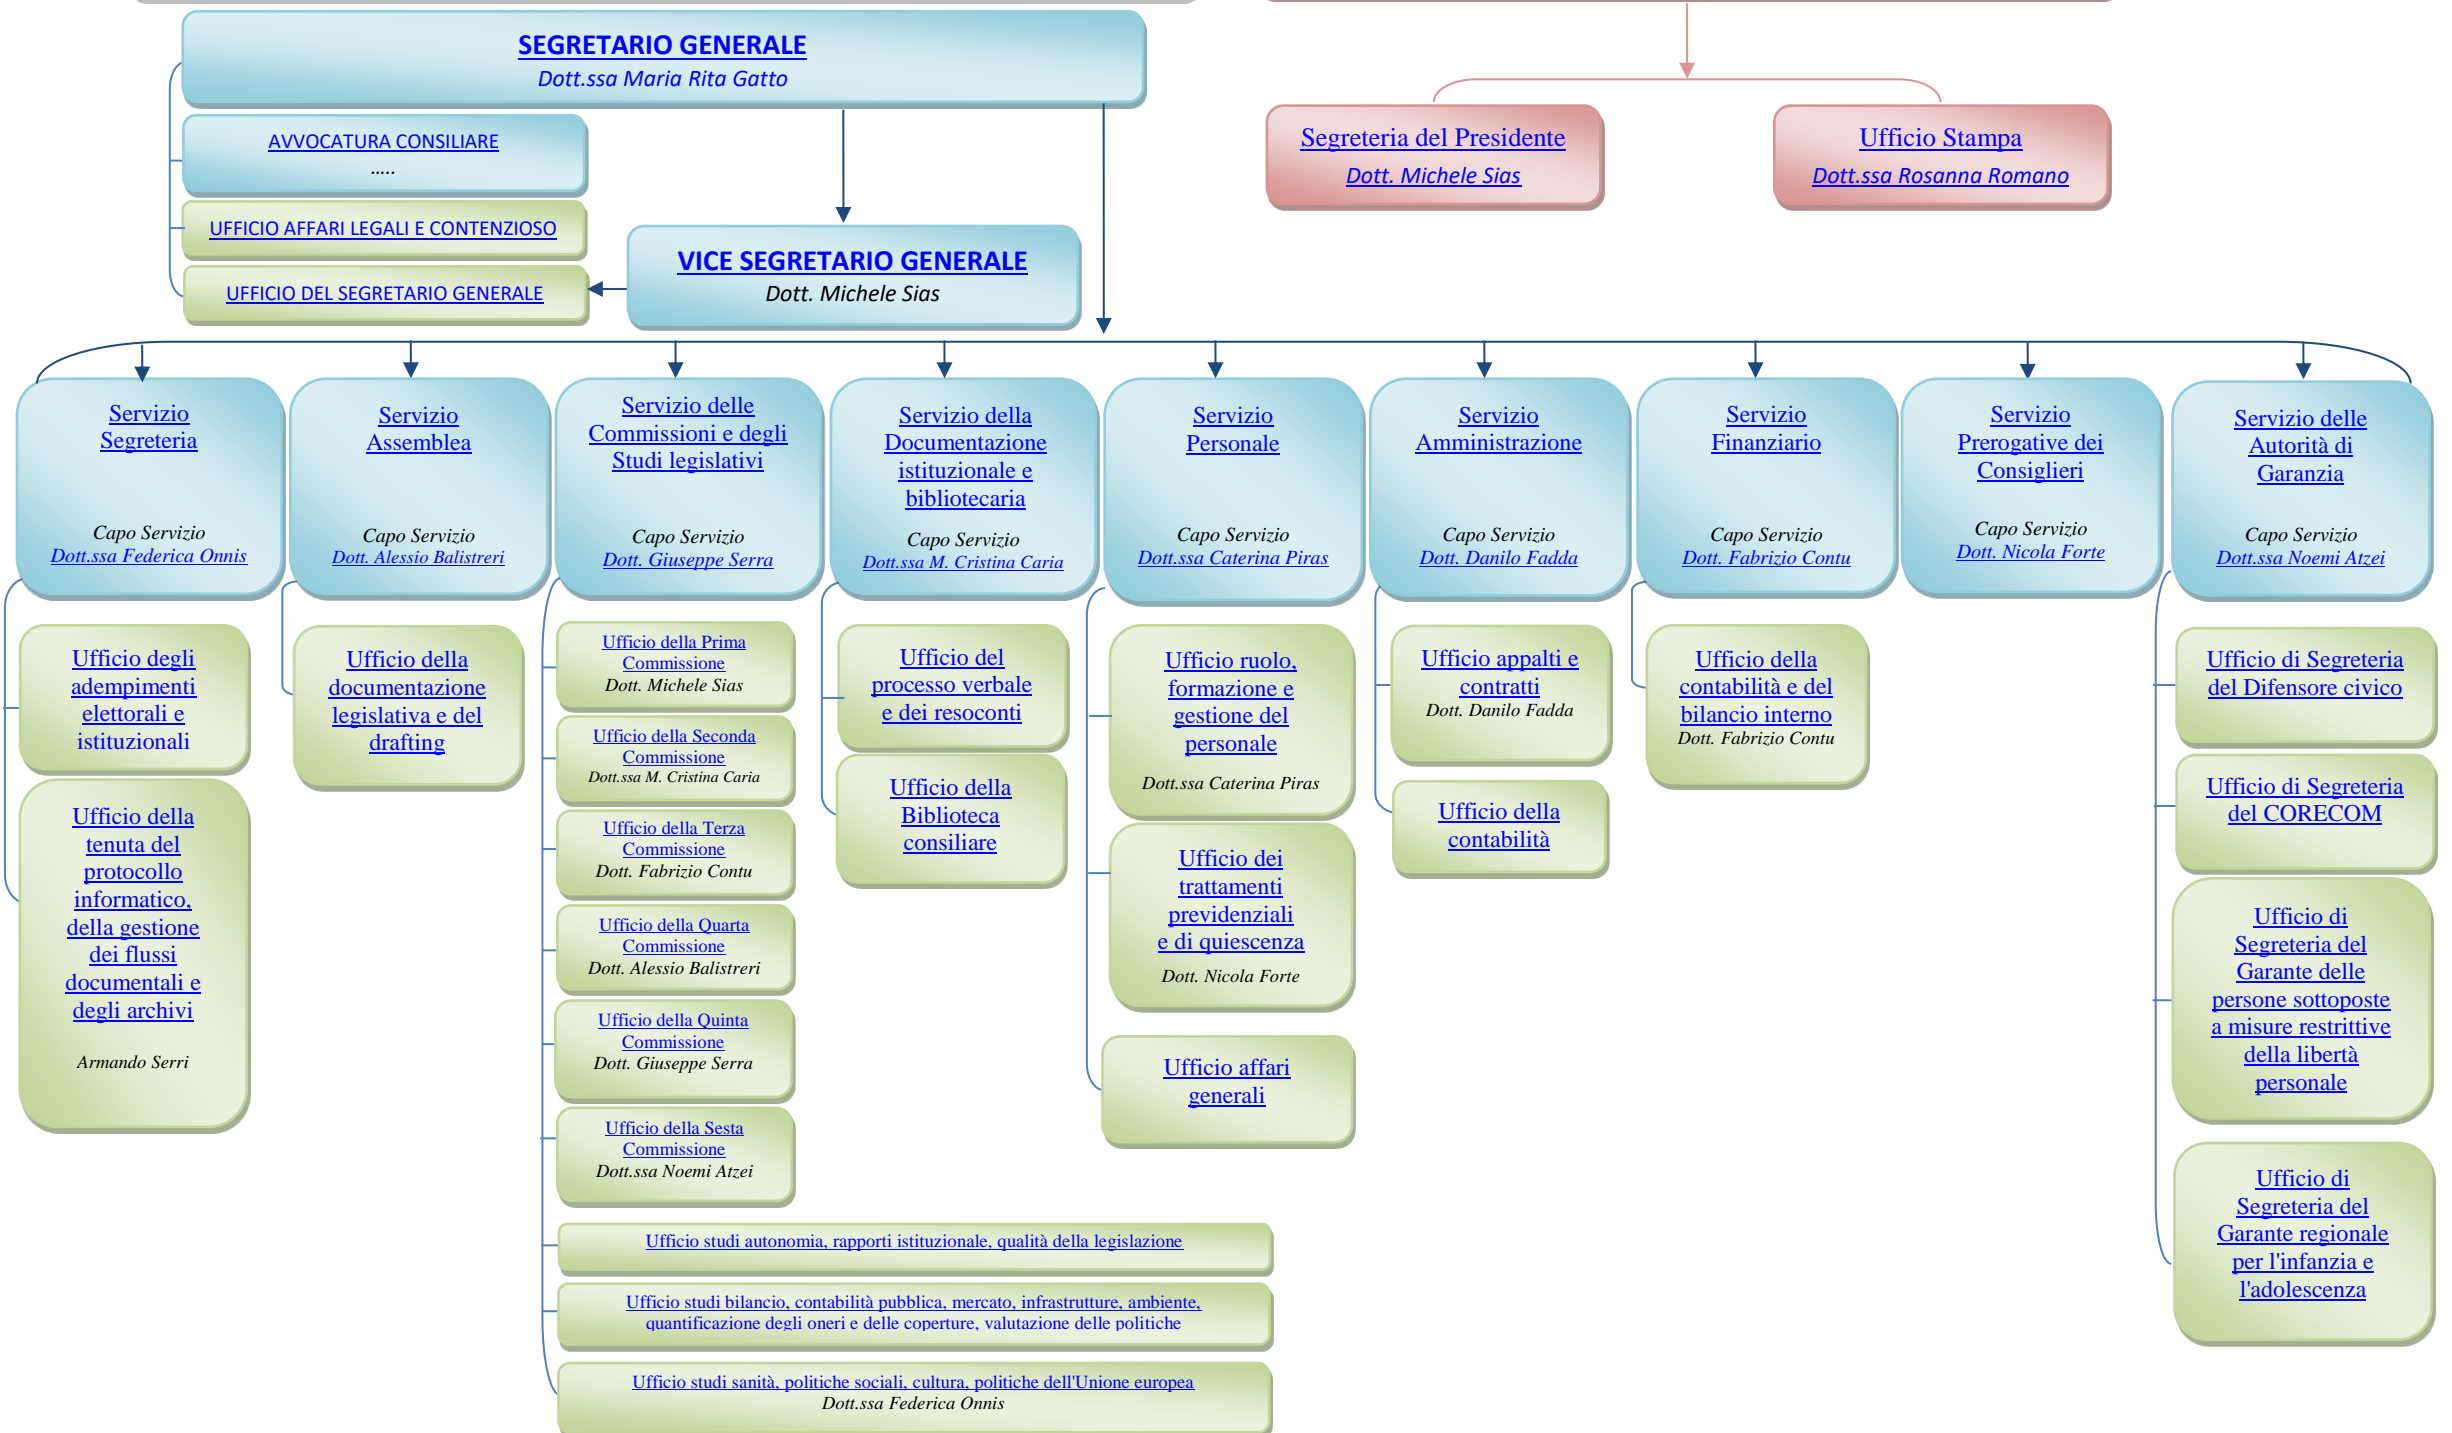 SEGRETARIO GENERALE
Dott.ssa Maria Rita Gatto
AVVOCATURA CONSILIARE
.....
UFFICIO AFFARI LEGALI E CONTENZIOSO
UFFICIO DEL SEGRETARIO GENERALE
VICE SEGRETARIO GENERALE
Dott. Michele Sias
Segreteria del Presidente
Dott. Michele Sias
Ufficio Stampa
Dott.ssa Rosanna Romano
Servizio
Segreteria
Capo Servizio
Dott.ssa Federica Onnis
Servizio
Assemblea
Capo Servizio
Dott. Alessio Balistreri
Servizio delle
Commissioni e degli
Studi legislativi
Capo Servizio
Dott. Giuseppe Serra
Servizio della
Documentazione
istituzionale e
bibliotecaria
Capo Servizio
Dott.ssa M. Cristina Caria
Servizio
Personale
Capo Servizio
Dott.ssa Caterina Piras
Servizio
Amministrazione
Capo Servizio
Dott. Danilo Fadda
Servizio
Finanziario
Capo Servizio
Dott. Fabrizio Contu
Servizio
Prerogative dei
Consiglieri
Capo Servizio
Dott. Nicola Forte
Servizio delle
Autorità di
Garanzia
Capo Servizio
Dott.ssa Noemi Atzei
Ufficio degli
adempimenti
elettorali e
istituzionali
Ufficio della
tenuta del
protocollo
informatico,
della gestione
dei flussi
documentali e
degli archivi
Armando Serri
Ufficio della
documentazione
legislativa e del
drafting
Ufficio della Prima
Commissione
Dott. Michele Sias
Ufficio della Seconda
Commissione
Dott.ssa M. Cristina Caria
Ufficio della Terza
Commissione
Dott. Fabrizio Contu
Ufficio della Quarta
Commissione
Dott. Alessio Balistreri
Ufficio della Quinta
Commissione
Dott. Giuseppe Serra
Ufficio della Sesta
Commissione
Dott.ssa Noemi Atzei
Ufficio studi autonomia, rapporti istituzionale, qualità della legislazione
Ufficio studi bilancio, contabilità pubblica, mercato, infrastrutture, ambiente,
quantificazione degli oneri e delle coperture, valutazione delle politiche
Ufficio studi sanità, politiche sociali, cultura, politiche dell'Unione europea
Dott.ssa Federica Onnis
Ufficio del
processo verbale
e dei resoconti
Ufficio della
Biblioteca
consiliare
Ufficio ruolo,
formazione e
gestione del
personale
Dott.ssa Caterina Piras
Ufficio dei
trattamenti
previdenziali
e di quiescenza
Dott. Nicola Forte
Ufficio affari
generali
Ufficio appalti e
contratti
Dott. Danilo Fadda
Ufficio della
contabilità
Ufficio della
contabilità e del
bilancio interno
Dott. Fabrizio Contu
Ufficio di Segreteria
del Difensore civico
Ufficio di Segreteria
del CORECOM
Ufficio di
Segreteria del
Garante delle
persone sottoposte
a misure restrittive
della libertà
personale
Ufficio di
Segreteria del
Garante regionale
per l'infanzia e
l'adolescenza